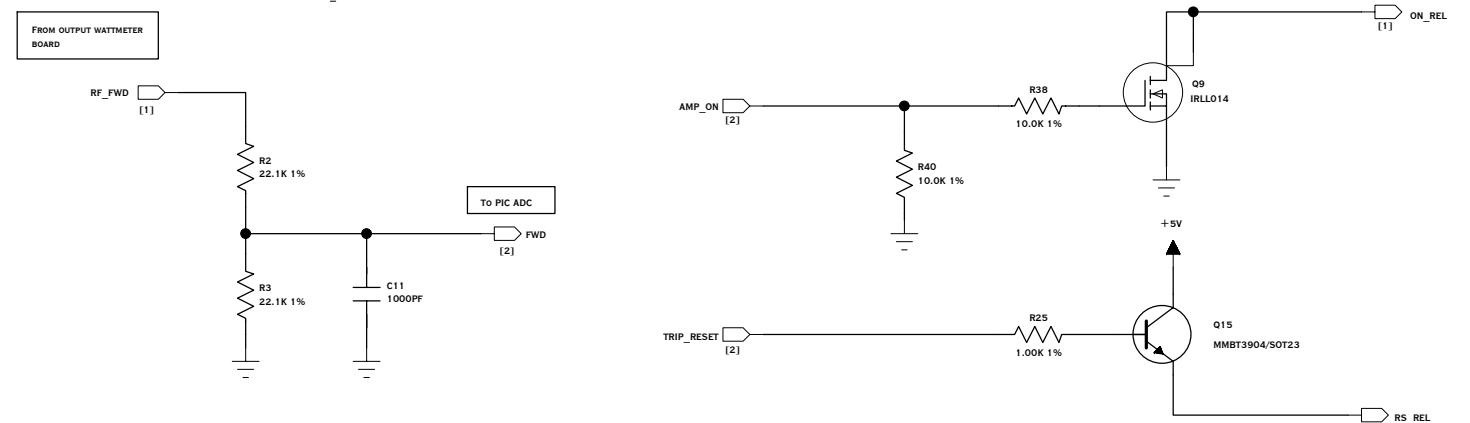 FROM OUTPUT WATTMETER
BOARD
RF_FWD
[1]
R2
22.1K 1%
TO PIC ADC
FWD
[2]
R3
22.1K 1%
C11
1000PF
ON_REL
[1]
Q9
IRLL014
R38
10.0K 1%
AMP_ON
[2]
R40
10.0K 1%
+5V
R25
1.00K 1%
TRIP_RESET
[2]
Q15
MMBT3904/SOT23
RS REL